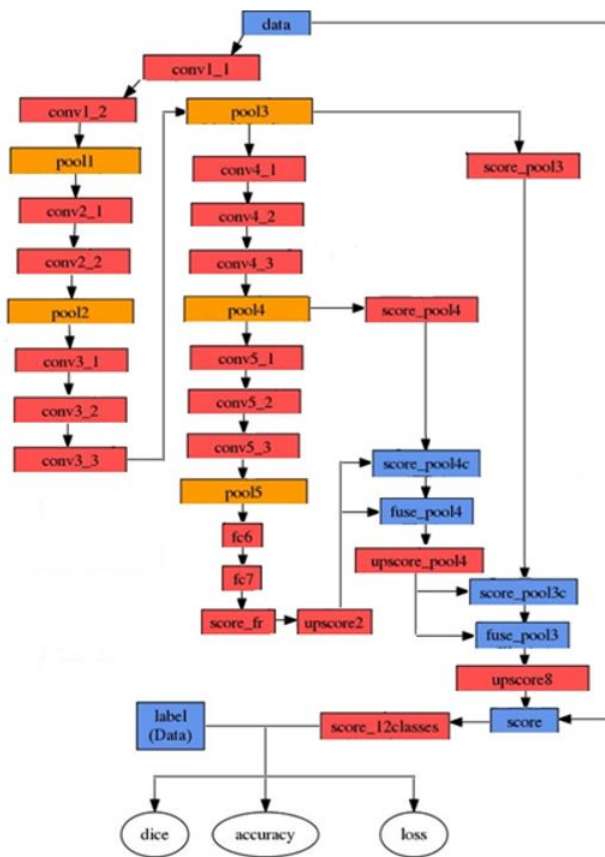 data
conv1_1
conv1_2
pool1
conv2_1
conv2_2
pool2
conv3_1
conv3_2
conv3_3
pool3
conv4_1
conv4_2
conv4_3
pool4
conv5_1
conv5_2
conv5_3
pool5
fc6
fc7
score_fr
upscore2
score_pool4
score_pool4c
fuse_pool4
upscore_pool4
score_pool3
score_pool3c
fuse_pool3
upscore8
score
score_12classes
label
(Data)
dice
accuracy
loss